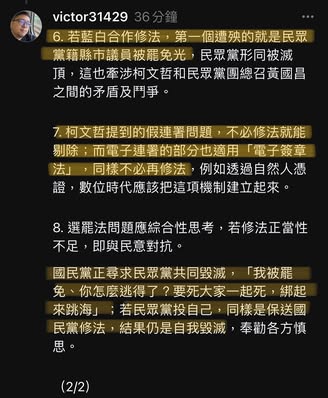 victor31429 36分鐘
6. 若藍白合作修法，第一個遭殃的就是民眾
黨籍縣市議員被罷免光，民眾黨形同被滅
頂，這也牽涉柯文哲和民眾黨團總召黃國昌
之間的矛盾及鬥爭。
7. 柯文哲提到的假連署問題，不必修法就能
剔除；而電子連署的部分也適用「電子簽章
法」，同樣不必再修法，例如透過自然人憑
證，數位時代應該把這項機制建立起來。
8. 選罷法問題應綜合性思考，若修法正當性
不足，即與民意對抗。
國民黨正尋求民眾黨共同毀滅，「我被罷
免、你怎麼逃得了？要死大家一起死，綁起
來跳海」；若民眾黨投自己，同樣是保送國
民黨修法，結果仍是自我毀滅，奉勸各方慎
思。
（2/2）